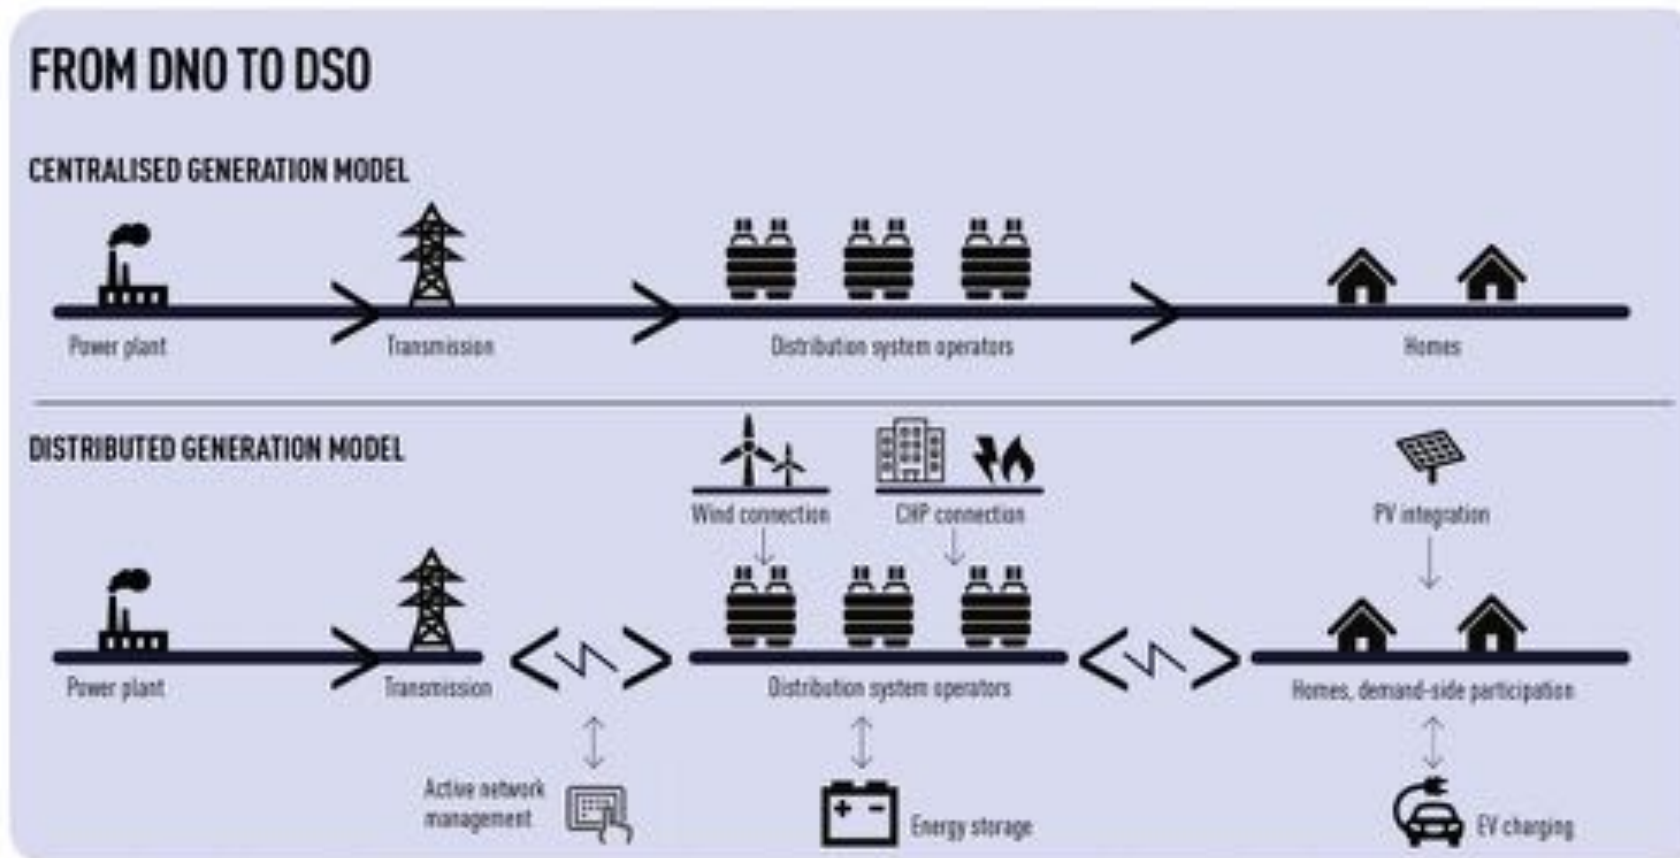 FROM DNO TO DSO
CENTRALISED GENERATION MODEL
Power plant
Transmission
Distribution system operators
Homes
DISTRIBUTED GENERATION MODEL
Wind connection
CHP connection
PV integration
Power plant
Transmission
Distribution system operators
Homes, demand-side participation
Active network
management
Energy storage
EV charging